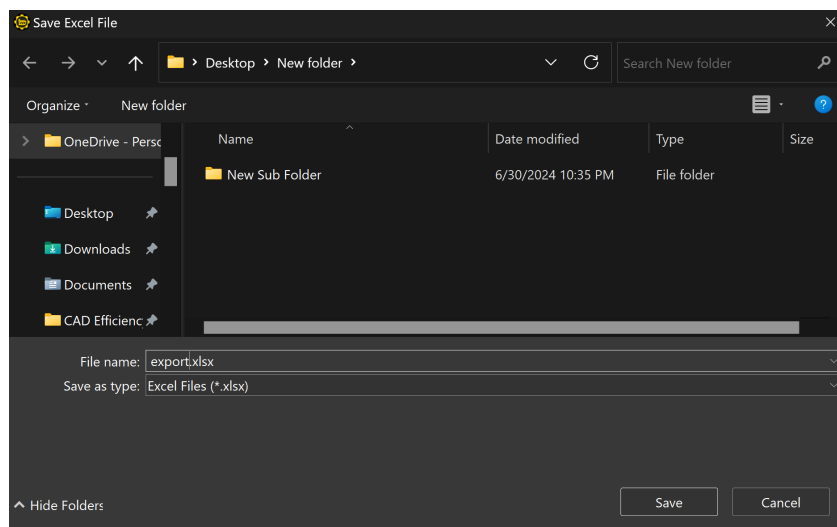 Save Excel File
Desktop > New folder >
Search New folder
Organize
New folder
?
OneDrive - Perso
Name
Date modified
Type
Size
New Sub Folder
6/30/2024 10:35 PM
File folder
Desktop
Downloads
Documents
CAD Efficienc
File name: export.xlsx
Save as type: Excel Files (*.xlsx)
Hide Folders
Save
Cancel